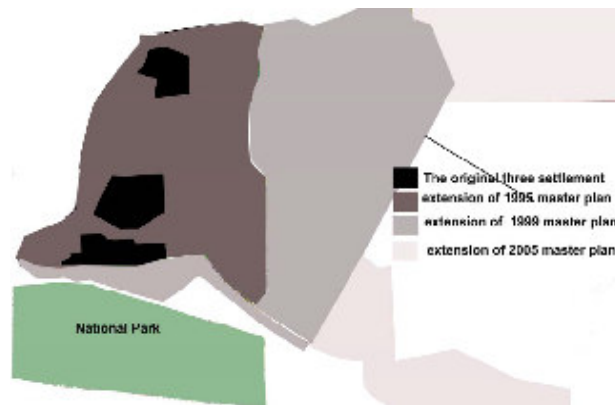 The original three settlement
extension of 1995 master plan
extension of 1999 master plan
extension of 2005 master plan
National Park